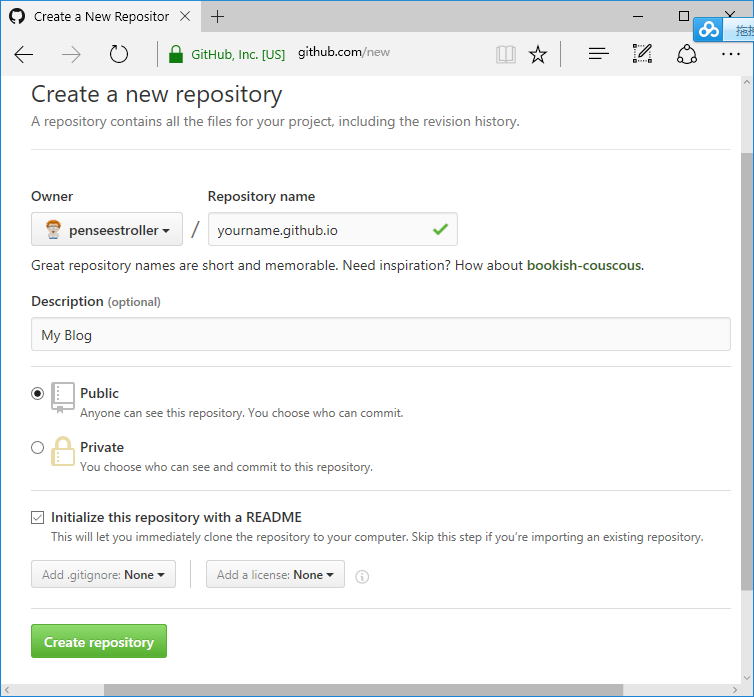 Create a New Repositor
拖拽
GitHub, Inc. [US] github.com/new
Create a new repository
A repository contains all the files for your project, including the revision history.
Owner Repository name
penseestroller / yourname.github.io
Great repository names are short and memorable. Need inspiration? How about bookish-couscous.
Description (optional)
My Blog
Public
Anyone can see this repository. You choose who can commit.
Private
You choose who can see and commit to this repository.
Initialize this repository with a README
This will let you immediately clone the repository to your computer. Skip this step if you’re importing an existing repository.
Add .gitignore: None Add a license: None
Create repository